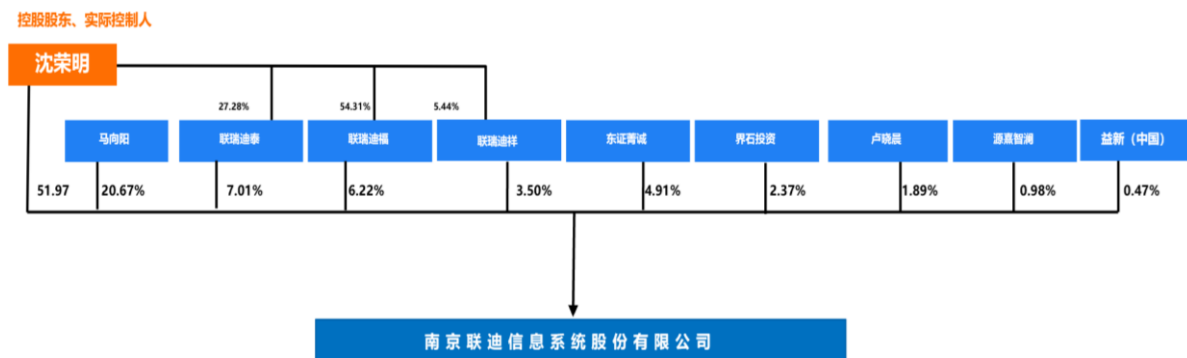 控股股东、实际控制人
沈荣明
27.28%
54.31%
5.44%
马向阳
联瑞迪泰
联瑞迪福
联瑞迪祥
东证菁诚
界石投资
卢晓晨
源嘉智澜
益新（中国）
51.97
20.67%
7.01%
6.22%
3.50%
4.91%
2.37%
1.89%
0.98%
0.47%
南京联迪信息系统股份有限公司